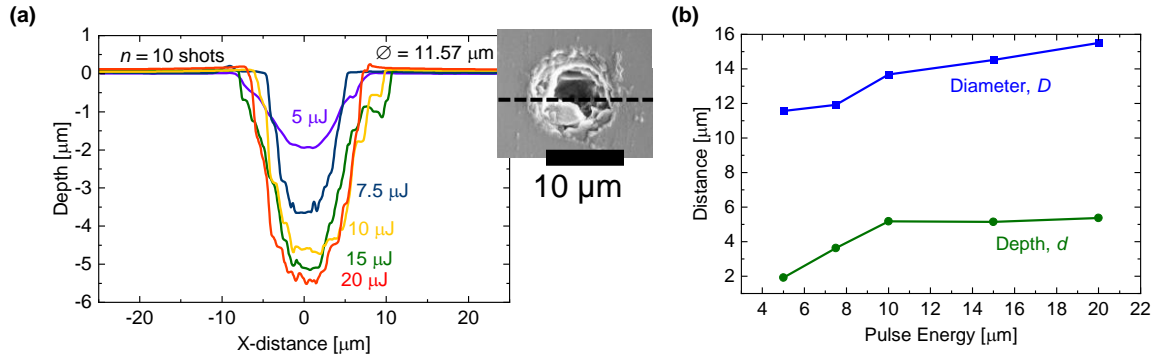 (a)
1
0
-1
-2
-3
-4
-5
-6
Depth [μm]
-20
-10
0
10
20
X-distance [μm]
n = 10 shots
∅ = 11.57 μm
5 μJ
7.5 μJ
10 μJ
15 μJ
20 μJ
10 μm
(b)
16
14
12
10
8
6
4
2
Distance [μm]
4
6
8
10
12
14
16
18
20
22
Pulse Energy [μm]
Diameter, D
Depth, d